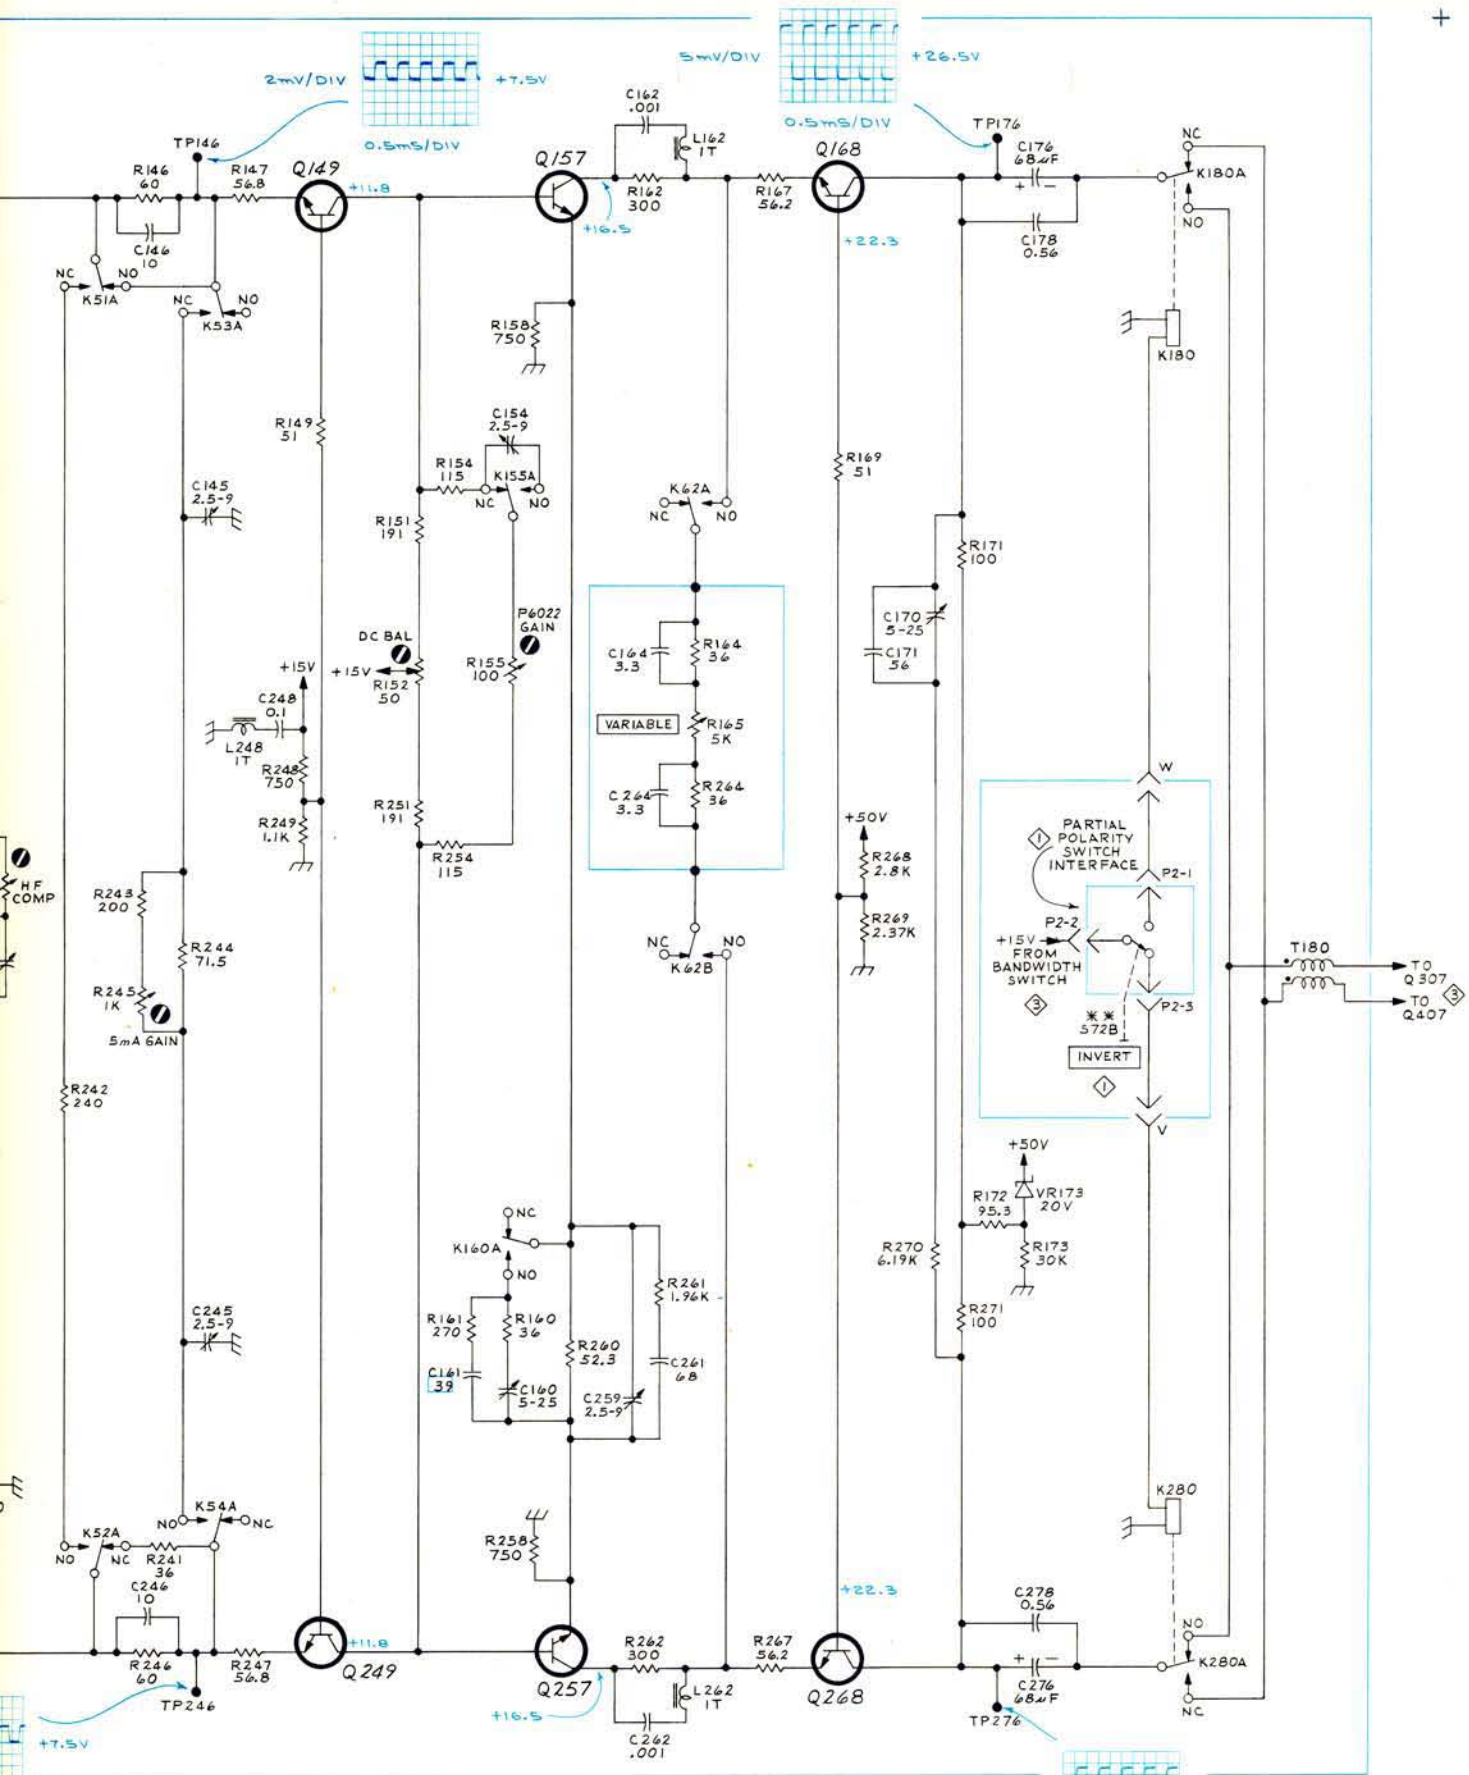 2mV/DIV
+7.5V
0.5mS/DIV
5mV/DIV
+26.5V
0.5mS/DIV
TP146
R146
60
R147
56.8
Q149
+11.8
C146
10
NC
NO
K51A
NC
NO
K53A
C162
.001
L162
1T
Q157
R162
300
+16.5
R167
56.2
Q168
+22.3
TP176
C176
68µF
+
−
C178
0.56
NC
K180A
NO
K180
R158
750
R149
51
C154
2.5-9
R154
115
K155A
NC
NO
R151
191
C145
2.5-9
K62A
NC
NO
R169
51
R171
100
C170
5-25
C171
56
P6022
GAIN
DC BAL
+15V
R152
50
R155
100
C164
3.3
R164
36
VARIABLE
R165
5K
C264
3.3
R264
36
+15V
C248
0.1
L248
1T
R248
750
R249
1.1K
R251
191
R254
115
HF
COMP
R243
200
R244
71.5
R245
1K
5mA GAIN
R242
240
NC
NO
K62B
+50V
R268
2.8K
R269
2.37K
W
1
PARTIAL
POLARITY
SWITCH
INTERFACE
P2-1
P2-2
+15V
FROM
BANDWIDTH
SWITCH
3
P2-3
**
S72B
INVERT
1
V
T180
TO
Q307
3
TO
Q407
+50V
R172
95.3
VR173
20V
R173
30K
R270
6.19K
R271
100
NC
K160A
NO
R161
270
R160
36
C161
39
C160
5-25
R260
52.3
C259
2.5-9
R261
1.96K
C261
68
C245
2.5-9
K54A
NO
NC
K52A
NO
NC
R241
36
C246
10
R246
60
R247
56.8
TP246
+7.5V
+11.8
Q249
R258
750
Q257
+16.5
R262
300
L262
1T
C262
.001
R267
56.2
+22.3
Q268
C278
0.56
+
−
C276
68µF
TP276
K280
NO
K280A
NC